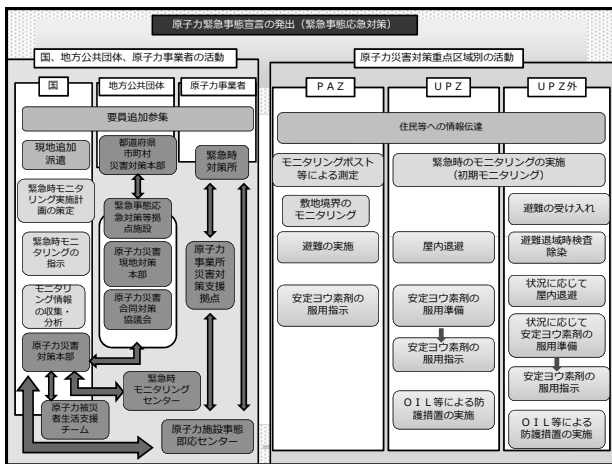 原子力緊急事態宣言の発出（緊急事態応急対策）
国、地方公共団体、原子力事業者の活動
国
地方公共団体
原子力事業者
要員追加参集
現地追加
派遣
緊急時モニタ
リング実施計
画の策定
緊急時モニ
タリングの
指示
モニタリ
ング情報
の収集・
分析
原子力災害
対策本部
原子力被災
者生活支援
チーム
都道府県
市町村
災害対策本部
緊急事態応
急対策等拠
点施設
原子力災害
現地対策
本部
原子力災害
合同対策
協議会
緊急時
モニタリング
センター
緊急時
対策所
原子力
事業所
災害対
策支援
拠点
原子力施設事態
即応センター
原子力災害対策重点区域別の活動
ＰＡＺ
ＵＰＺ
ＵＰＺ外
住民等への情報伝達
モニタリングポスト
等による測定
敷地境界の
モニタリング
避難の実施
安定ヨウ素剤の
服用指示
緊急時のモニタリングの実施
（初期モニタリング）
屋内退避
安定ヨウ素剤の
服用準備
安定ヨウ素剤の
服用指示
ＯＩＬ等による防
護措置の実施
避難の受け入れ
避難退域時検査
除染
状況に応じて
屋内退避
状況に応じて
安定ヨウ素剤の
服用準備
安定ヨウ素剤の
服用指示
ＯＩＬ等による
防護措置の実施